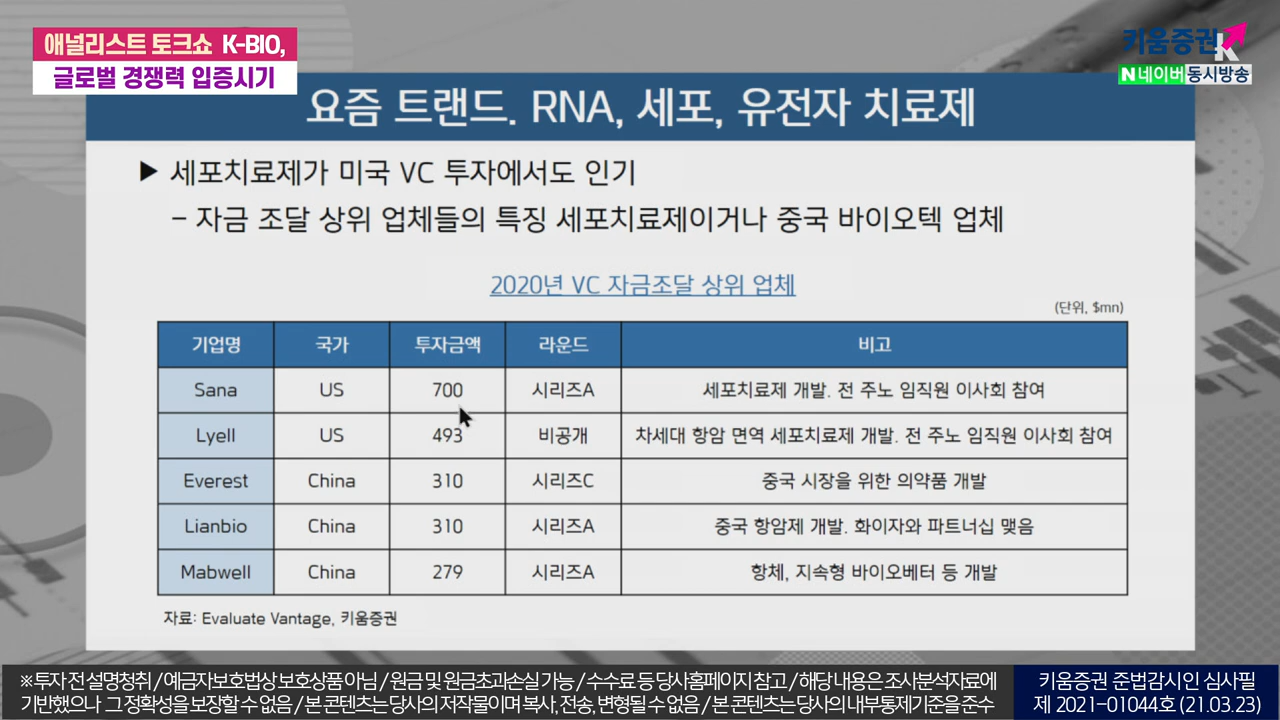 애널리스트 토크쇼 K-BIO,
글로벌 경쟁력 입증시기
키움증권
N 네이버 동시방송
요즘 트랜드. RNA, 세포, 유전자 치료제
▶ 세포치료제가 미국 VC 투자에서도 인기
– 자금 조달 상위 업체들의 특징 세포치료제이거나 중국 바이오텍 업체
2020년 VC 자금조달 상위 업체
(단위, $mn)
기업명 국가 투자금액 라운드 비고
Sana US 700 시리즈A 세포치료제 개발. 전 주노 임직원 이사회 참여
Lyell US 493 비공개 차세대 항암 면역 세포치료제 개발. 전 주노 임직원 이사회 참여
Everest China 310 시리즈C 중국 시장을 위한 의약품 개발
Lianbio China 310 시리즈A 중국 항암제 개발. 화이자와 파트너십 맺음
Mabwell China 279 시리즈A 항체, 지속형 바이오베터 등 개발
자료: Evaluate Vantage, 키움증권
※ 투자 전 설명청취 / 예금자보호법상 보호상품 아님 / 원금 및 원금초과손실 가능 / 수수료 등 당사홈페이지 참고 / 해당 내용은 조사분석자료에
기반했으나 그 정확성을 보장할 수 없음 / 본 콘텐츠는 당사의 저작물이며 복사, 전송, 변형될 수 없음 / 본 콘텐츠는 당사의 내부통제기준을 준수
키움증권 준법감시인 심사필
제 2021-01044호 (21.03.23)